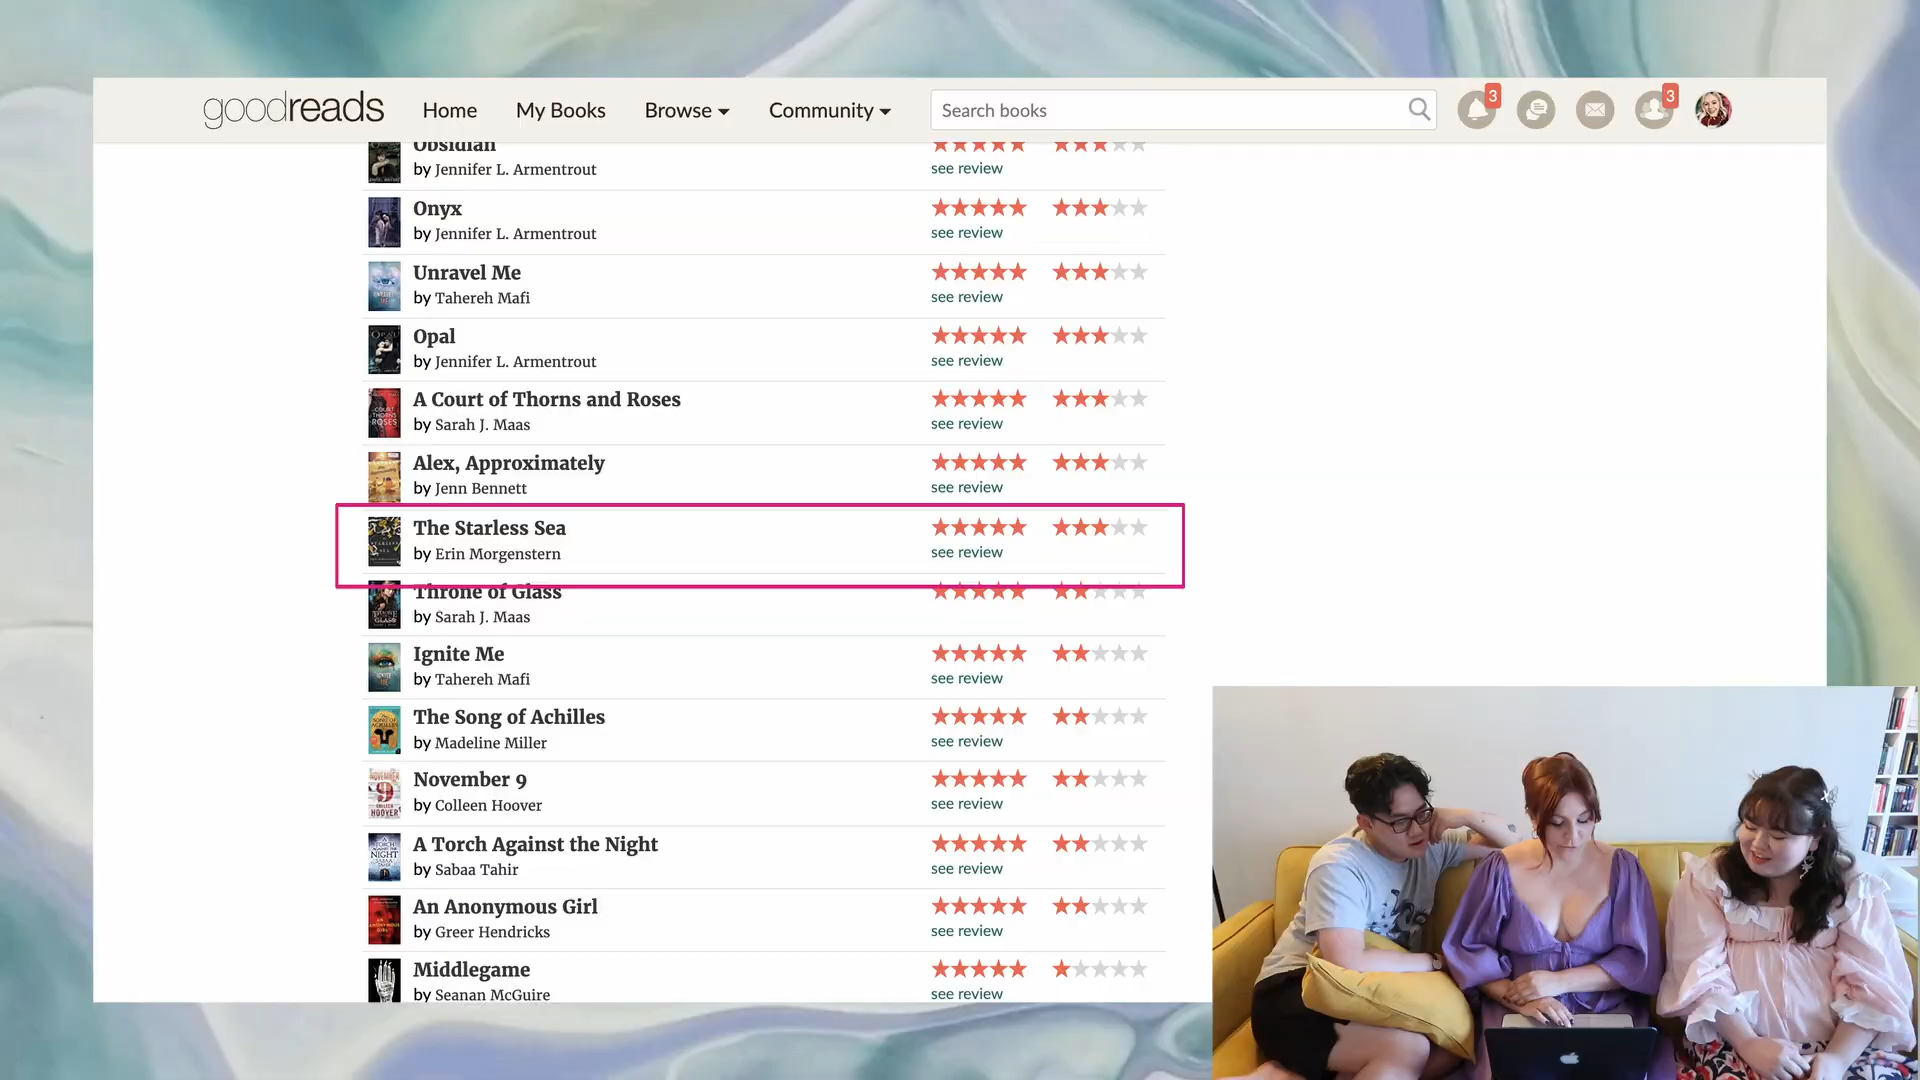 goodreads Home My Books Browse Community Search books 3 3
Obsidian
by Jennifer L. Armentrout see review
Onyx
by Jennifer L. Armentrout see review
Unravel Me
by Tahereh Mafi see review
Opal
by Jennifer L. Armentrout see review
A Court of Thorns and Roses
by Sarah J. Maas see review
Alex, Approximately
by Jenn Bennett see review
The Starless Sea
by Erin Morgenstern see review
Throne of Glass
by Sarah J. Maas
Ignite Me
by Tahereh Mafi see review
The Song of Achilles
by Madeline Miller see review
November 9
by Colleen Hoover see review
A Torch Against the Night
by Sabaa Tahir see review
An Anonymous Girl
by Greer Hendricks see review
Middlegame
by Seanan McGuire see review